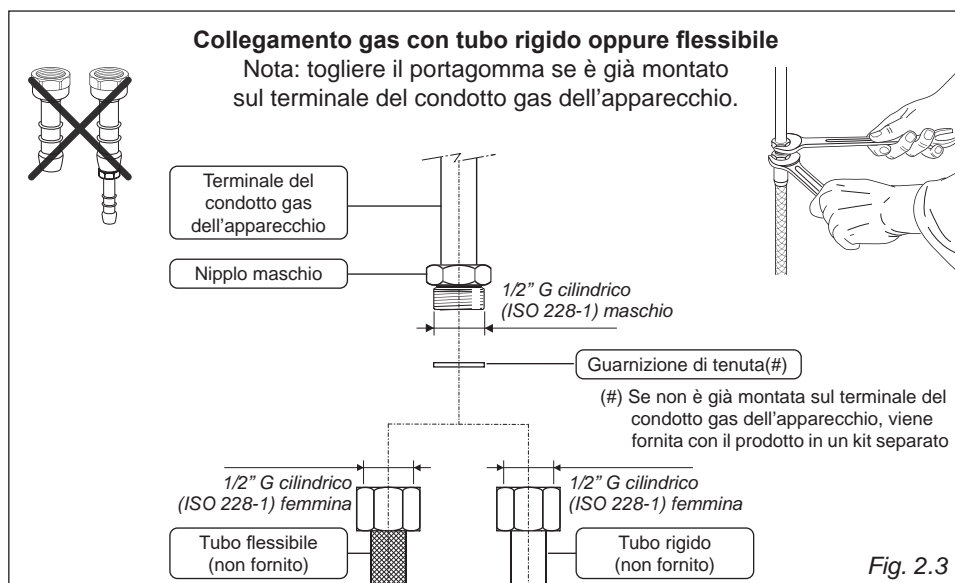 Collegamento gas con tubo rigido oppure flessibile
Nota: togliere il portagomma se è già montato
sul terminale del condotto gas dell’apparecchio.
Terminale del
condotto gas
dell’apparecchio
Nipplo maschio
1/2” G cilindrico
(ISO 228-1) maschio
Guarnizione di tenuta(#)
(#) Se non è già montata sul terminale del
condotto gas dell’apparecchio, viene
fornita con il prodotto in un kit separato
1/2” G cilindrico
(ISO 228-1) femmina
1/2” G cilindrico
(ISO 228-1) femmina
Tubo flessibile
(non fornito)
Tubo rigido
(non fornito)
Fig. 2.3